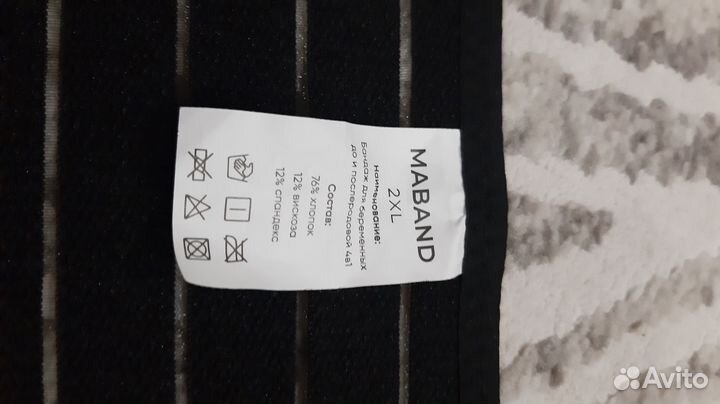 MABAND
2XL
Наименование:
Бандаж для беременных
до и послеродовой 4в1
Состав:
76% хлопок
12% вискоза
12% спандекс
Avito